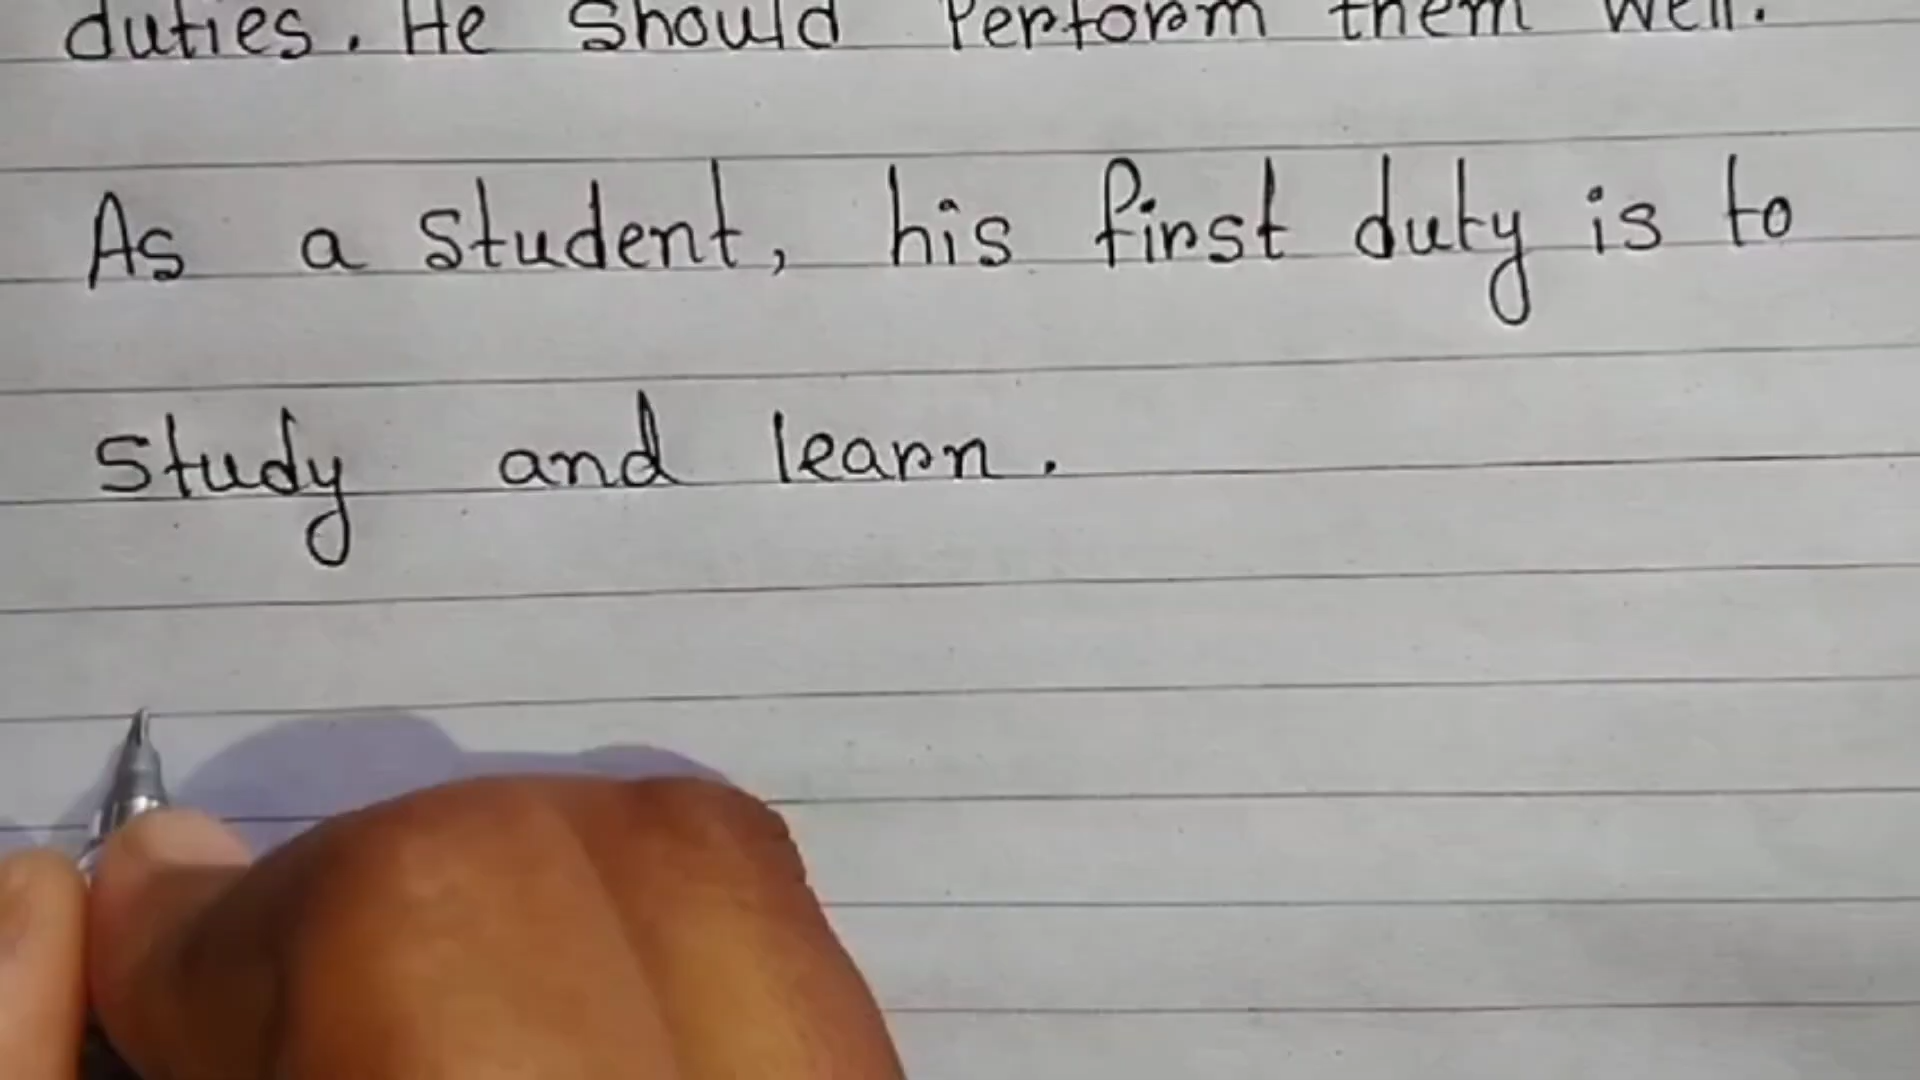 duties. He should Perform them well.
As a student, his first duty is to
study and learn.